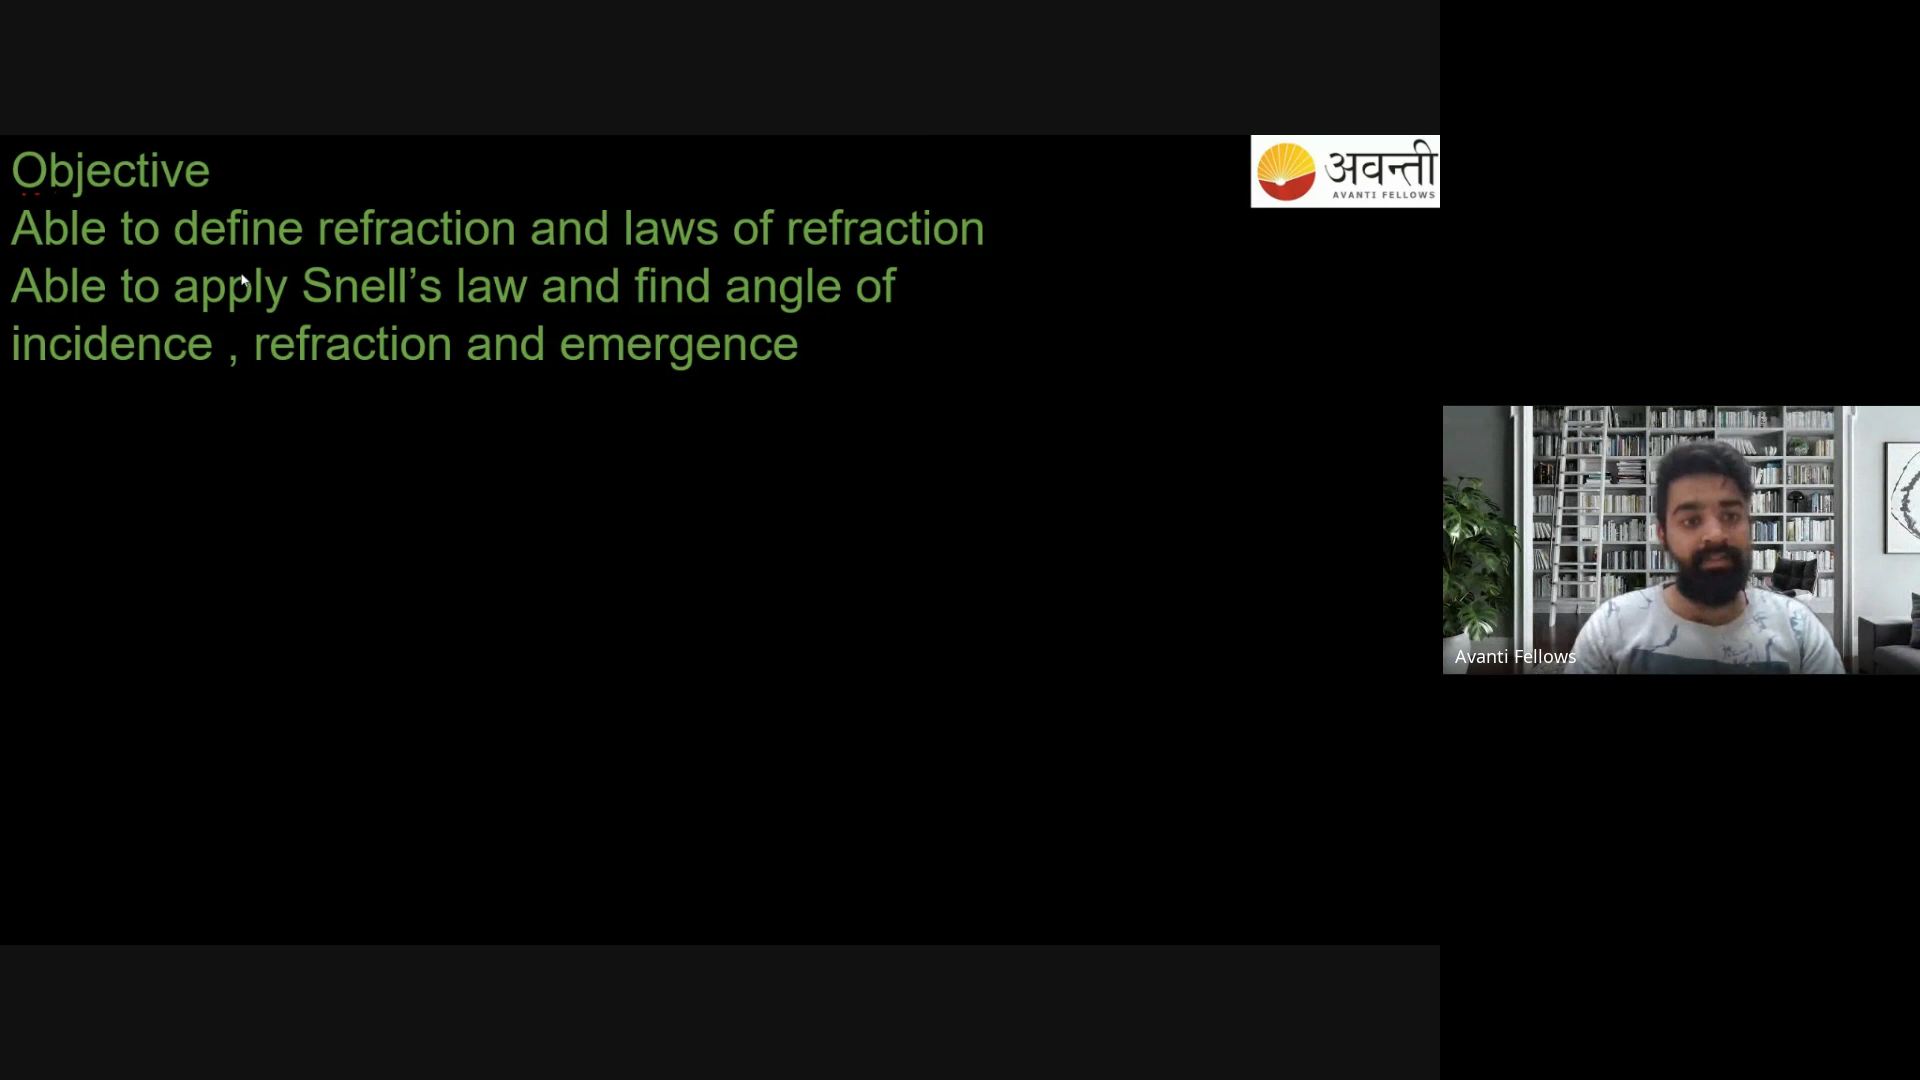 Objective
Able to define refraction and laws of refraction
Able to apply Snell’s law and find angle of
incidence , refraction and emergence
अवन्ती
AVANTI FELLOWS
Avanti Fellows